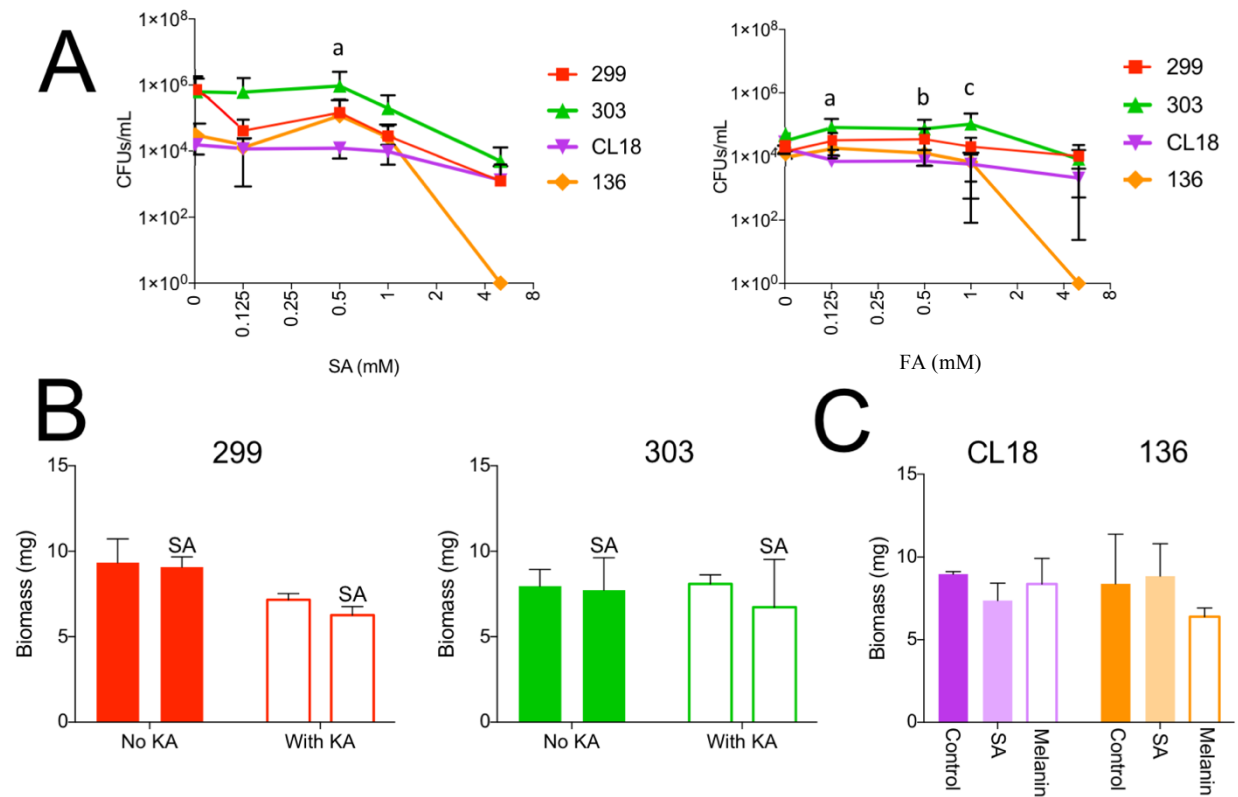 A
1×10⁸
1×10⁶
1×10⁴
1×10²
1×10⁰
CFUs/mL
a
0
0.125
0.25
0.5
1
2
4
8
SA (mM)
299
303
CL18
136
1×10⁸
1×10⁶
1×10⁴
1×10²
1×10⁰
CFUs/mL
a
b
c
0
0.125
0.25
0.5
1
2
4
8
FA (mM)
299
303
CL18
136
B
299
15
10
5
0
Biomass (mg)
SA
SA
No KA
With KA
303
15
10
5
0
Biomass (mg)
SA
SA
No KA
With KA
C
CL18
136
15
10
5
0
Biomass (mg)
Control
SA
Melanin
Control
SA
Melanin